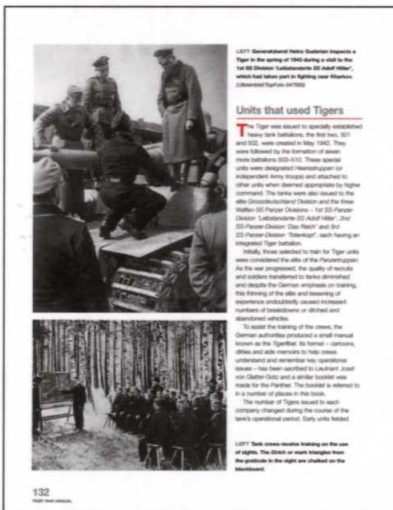 LEFT Generaloberst Heinz Guderian inspects a
Tiger in the spring of 1943 during a visit to the
1st SS Division 'Leibstandarte SS Adolf Hitler',
which had taken part in fighting near Kharkov.
(Ullsteinbild/TopFoto
Units that used Tigers
The Tiger was issued to specially established
heavy tank battalions, the first two, 501
and 502, were created in May 1942. They
were followed by the formation of seven
more battalions 503–510. These special
units were designated Heerestruppen (or
independent Army troops) and attached to
other units when deemed appropriate by higher
command. The tanks were also issued to the
elite Grossdeutschland Division and the three
Waffen-SS Panzer Divisions – 1st SS-Panzer-
Division 'Leibstandarte SS Adolf Hitler', 2nd
SS-Panzer-Division 'Das Reich' and 3rd
SS-Panzer-Division 'Totenkopf', each having an
integrated Tiger battalion.
Initially, those selected to train for Tiger units
were considered the elite of the Panzertruppen.
As the war progressed, the quality of recruits
and soldiers transferred to tanks diminished
and despite the German emphasis on training,
this thinning of the elite and lessening of
experience undoubtedly caused increased
numbers of breakdowns or ditched and
abandoned vehicles.
To assist the training of the crews, the
German authorities produced a small manual
known as the Tigerfibel. Its format – cartoons,
ditties and aide memoirs to help crews
understand and remember key operational
issues – has been ascribed to Leutnant Josef
von Glatter-Gotz and a similar booklet was
made for the Panther. The booklet is referred to
in a number of places in this book.
The number of Tigers issued to each
company changed during the course of the
tank's operational period. Early units fielded
LEFT Tank crews receive training on the use
of sights. The Strich or mark triangles from
the graticule in the sight are chalked on the
blackboard.
132
TIGER TANK MANUAL